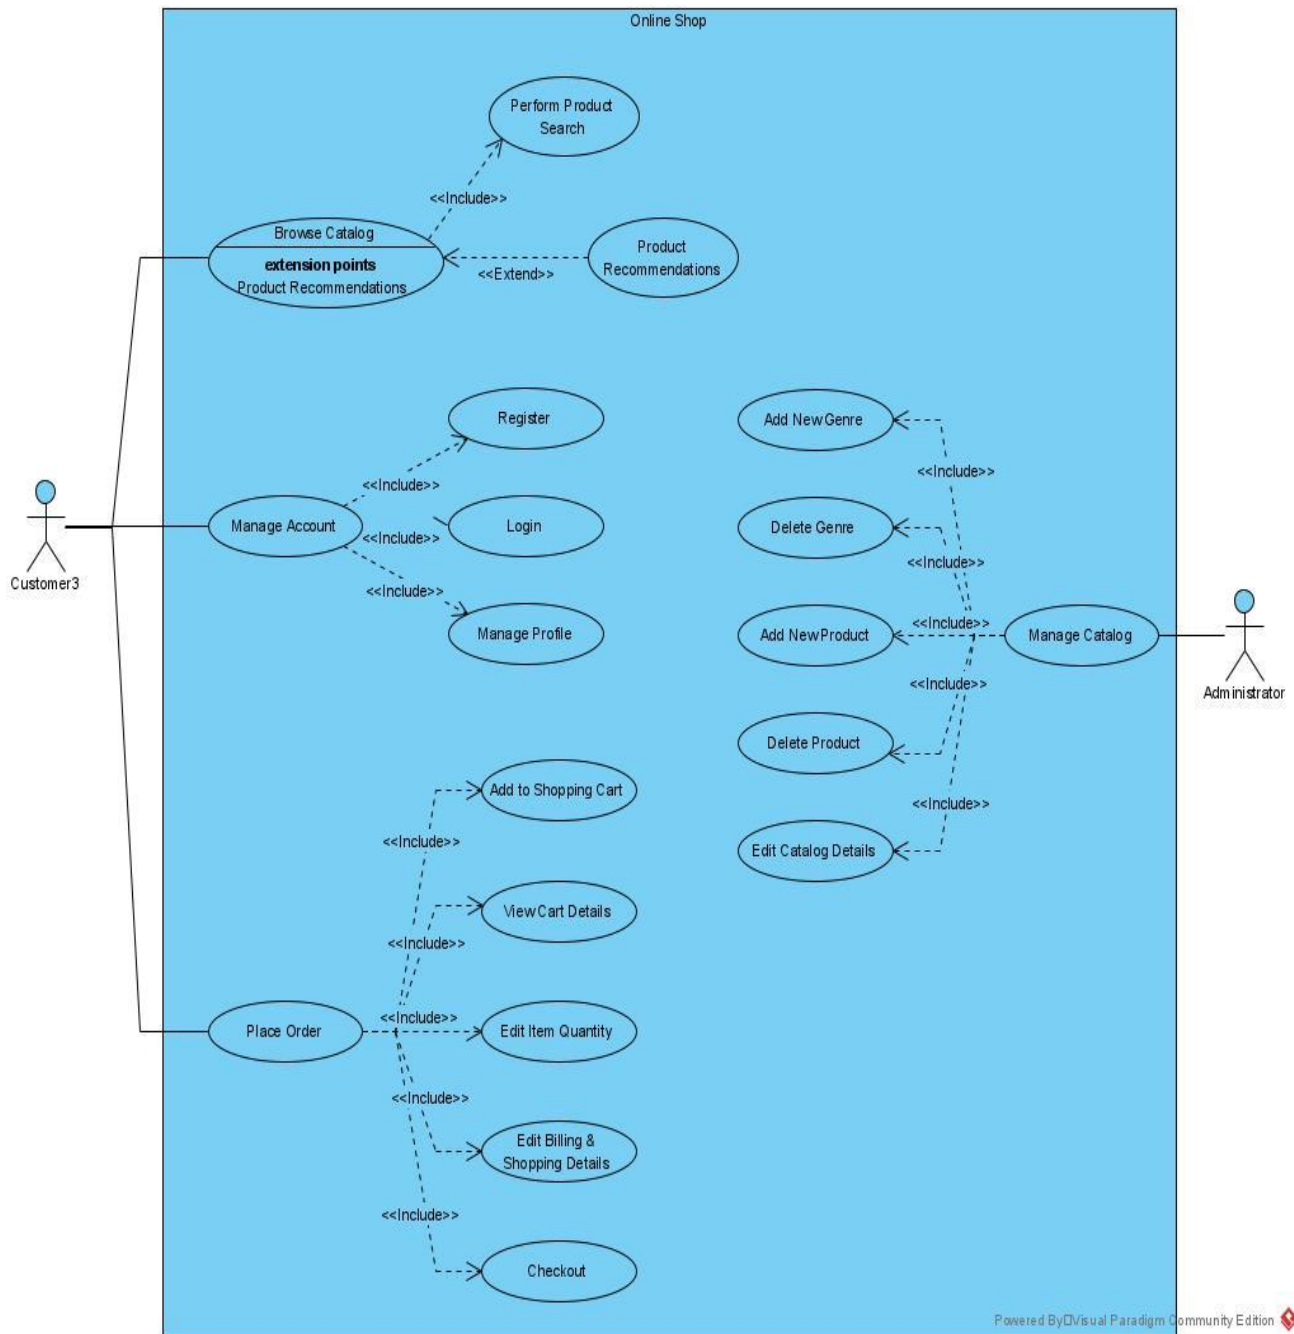 Online Shop
Perform Product
Search
<<Include>>
Browse Catalog
extension points
Product Recommendations
<<Extend>>
Product
Recommendations
Register
<<Include>>
Manage Account
<<Include>>
Login
<<Include>>
Manage Profile
Customer3
Add New Genre
<<Include>>
Delete Genre
<<Include>>
Add New Product
<<Include>>
Manage Catalog
<<Include>>
Delete Product
<<Include>>
Edit Catalog Details
Administrator
Add to Shopping Cart
<<Include>>
View Cart Details
<<Include>>
Place Order
<<Include>>
Edit Item Quantity
<<Include>>
Edit Billing &
Shopping Details
<<Include>>
Checkout
Powered By□Visual Paradigm Community Edition